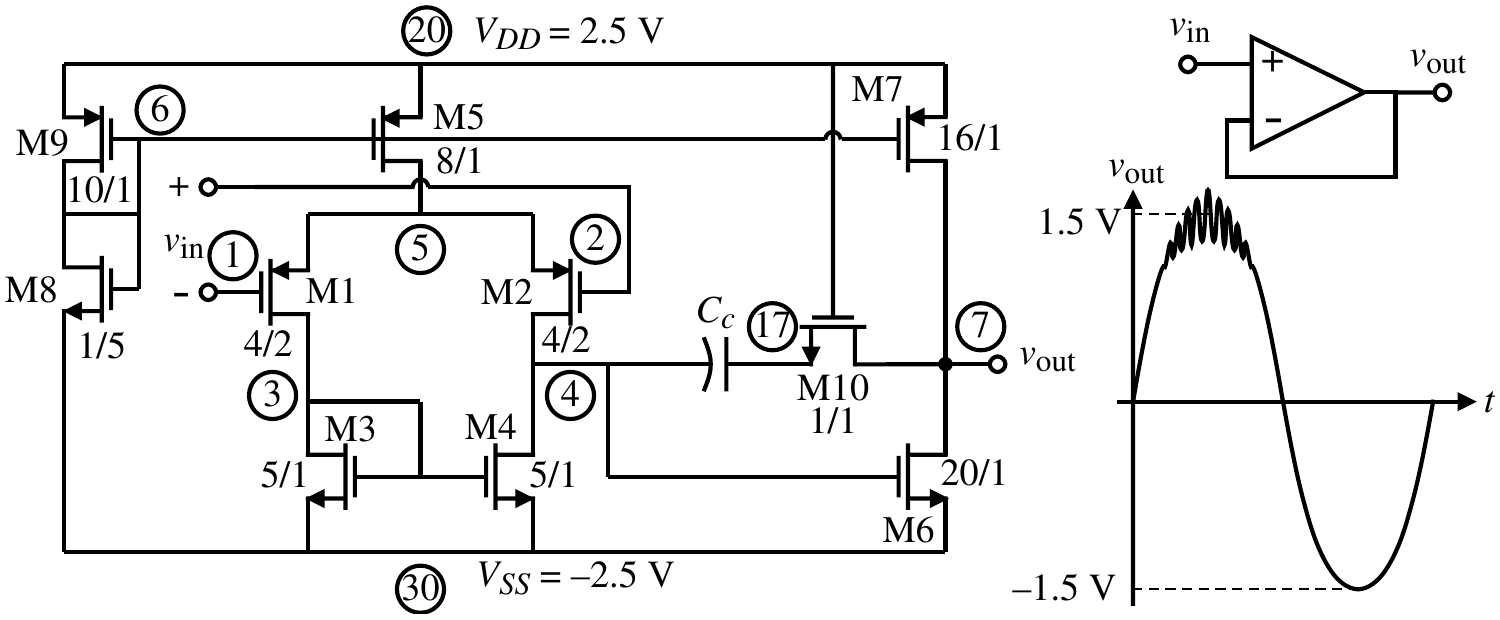 20 V_DD = 2.5 V
v_in
v_out
+
-
M7
6
M5
M9
16/1
8/1
10/1
+
v_out
1.5 V
v_in
1
5
2
-
M8
M1
M2
C_c
17
7
v_out
1/5
4/2
4/2
M10
1/1
3
4
t
M3
M4
5/1
5/1
20/1
M6
30 V_SS = –2.5 V
–1.5 V